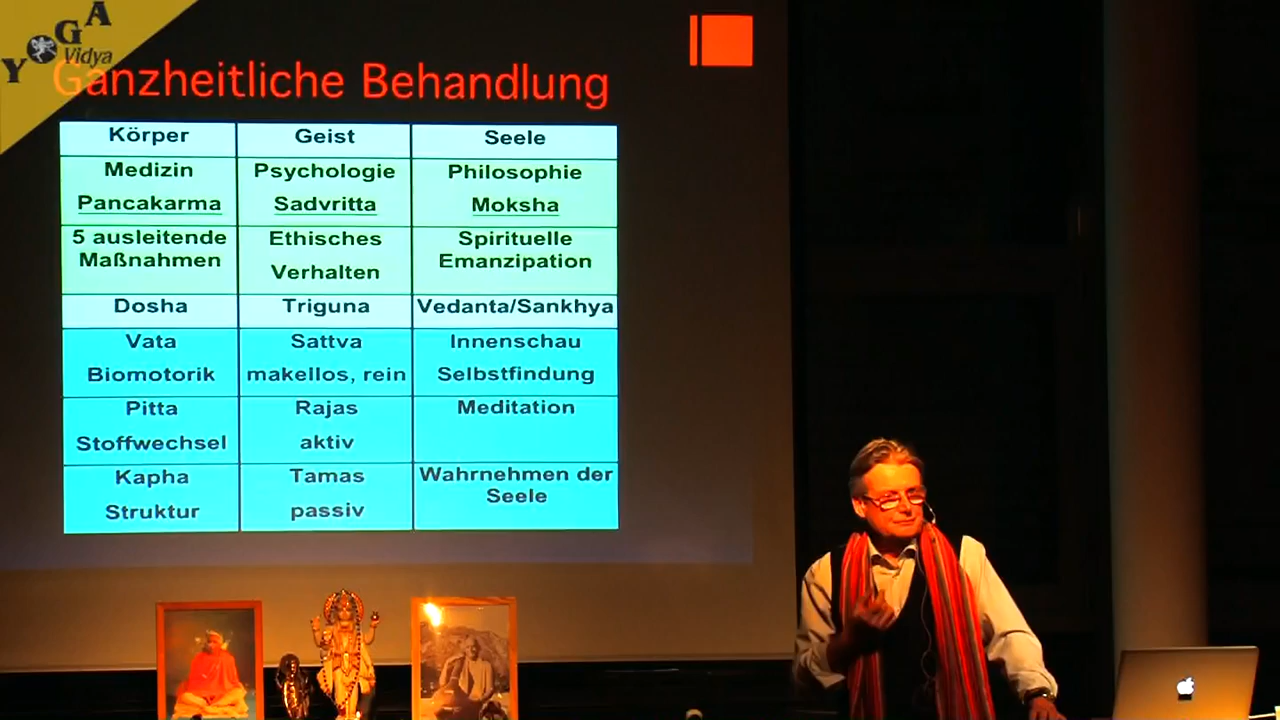 YOGA
Vidya
Ganzheitliche Behandlung
Körper Geist Seele
Medizin Psychologie Philosophie
Pancakarma Sadvritta Moksha
5 ausleitende Ethisches Spirituelle
Maßnahmen Verhalten Emanzipation
Dosha Triguna Vedanta/Sankhya
Vata Sattva Innenschau
Biomotorik makellos, rein Selbstfindung
Pitta Rajas Meditation
Stoffwechsel aktiv
Kapha Tamas Wahrnehmen der
Struktur passiv Seele